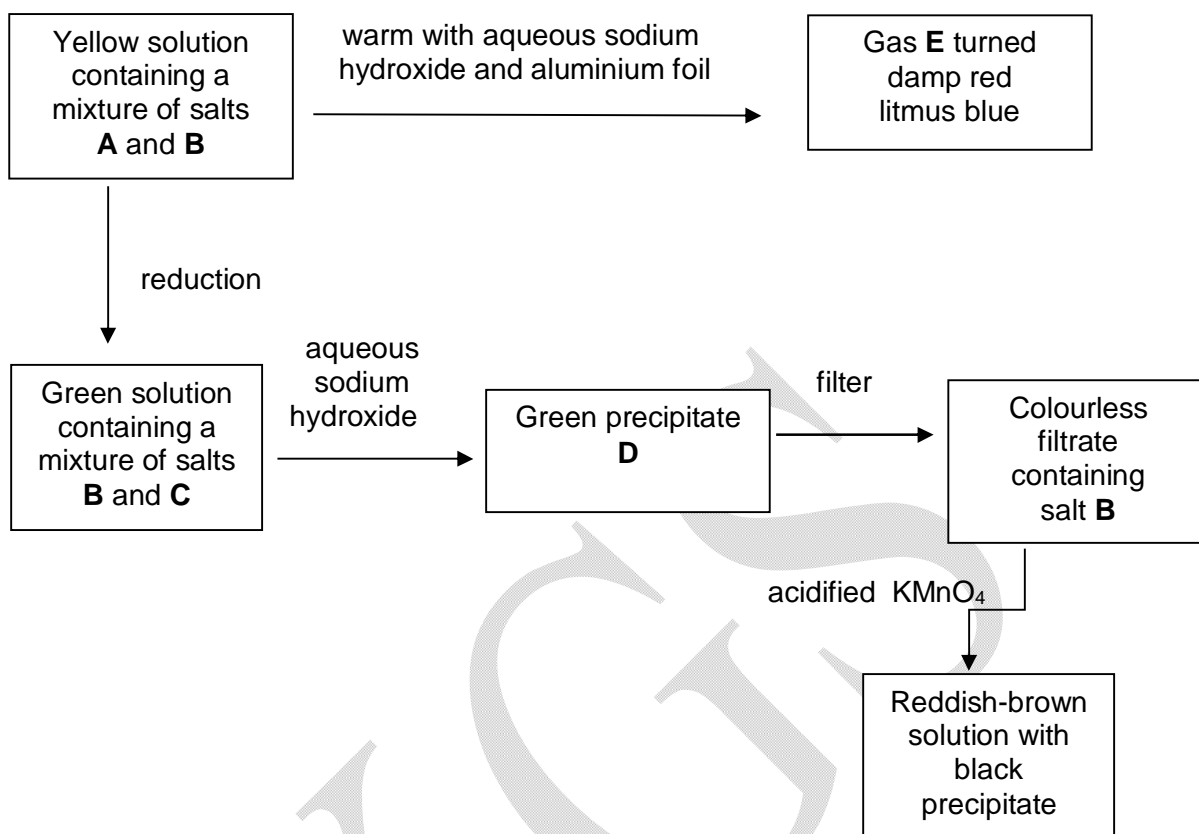 Yellow solution
containing a
mixture of salts
A and B
warm with aqueous sodium
hydroxide and aluminium foil
Gas E turned
damp red
litmus blue
reduction
Green solution
containing a
mixture of salts
B and C
aqueous
sodium
hydroxide
Green precipitate
D
filter
Colourless
filtrate
containing
salt B
acidified KMnO₄
Reddish-brown
solution with
black
precipitate